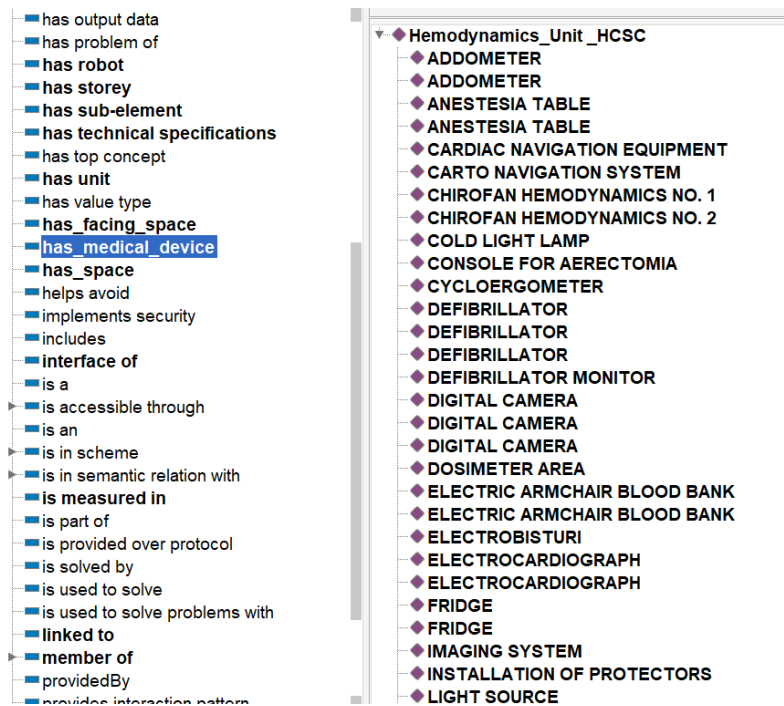 has output data
has problem of
has robot
has storey
has sub-element
has technical specifications
has top concept
has unit
has value type
has_facing_space
has_medical_device
has_space
helps avoid
implements security
includes
interface of
is a
is accessible through
is an
is in scheme
is in semantic relation with
is measured in
is part of
is provided over protocol
is solved by
is used to solve
is used to solve problems with
linked to
member of
providedBy
provides interaction pattern
Hemodynamics_Unit _HCSC
ADDOMETER
ADDOMETER
ANESTESIA TABLE
ANESTESIA TABLE
CARDIAC NAVIGATION EQUIPMENT
CARTO NAVIGATION SYSTEM
CHIROFAN HEMODYNAMICS NO. 1
CHIROFAN HEMODYNAMICS NO. 2
COLD LIGHT LAMP
CONSOLE FOR AERECTOMIA
CYCLOERGOMETER
DEFIBRILLATOR
DEFIBRILLATOR
DEFIBRILLATOR
DEFIBRILLATOR MONITOR
DIGITAL CAMERA
DIGITAL CAMERA
DIGITAL CAMERA
DOSIMETER AREA
ELECTRIC ARMCHAIR BLOOD BANK
ELECTRIC ARMCHAIR BLOOD BANK
ELECTROBISTURI
ELECTROCARDIOGRAPH
ELECTROCARDIOGRAPH
FRIDGE
FRIDGE
IMAGING SYSTEM
INSTALLATION OF PROTECTORS
LIGHT SOURCE